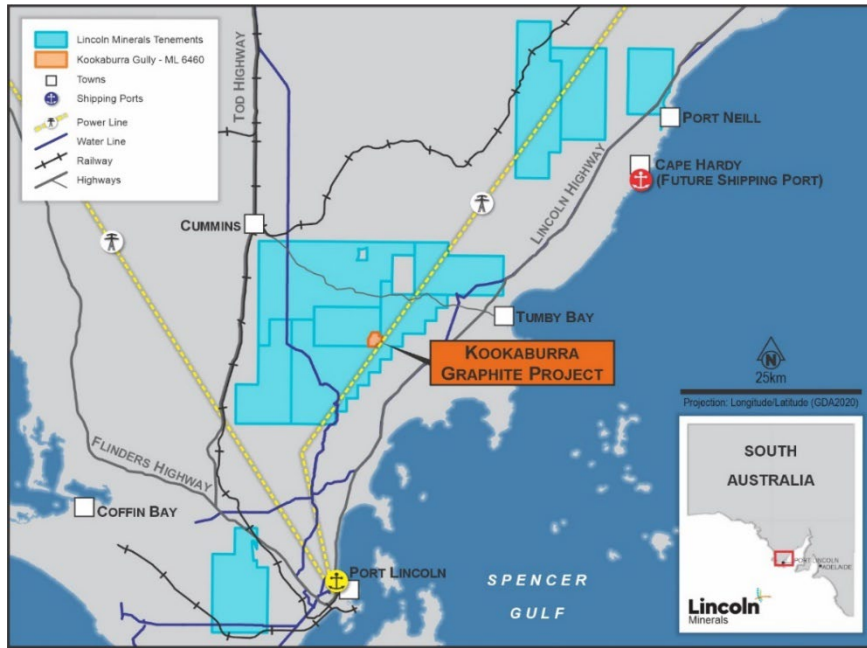 Lincoln Minerals Tenements
Kookaburra Gully - ML 6460
Towns
Shipping Ports
Power Line
Water Line
Railway
Highways
TOD HIGHWAY
PORT NEILL
CAPE HARDY
(FUTURE SHIPPING PORT)
LINCOLN HIGHWAY
CUMMINS
TUMBY BAY
KOOKABURRA
GRAPHITE PROJECT
N
25km
Projection: Longitude/Latitude (GDA2020)
FLINDERS HIGHWAY
COFFIN BAY
PORT LINCOLN
SPENCER
GULF
SOUTH
AUSTRALIA
PORT LINCOLN
ADELAIDE
Lincoln
Minerals